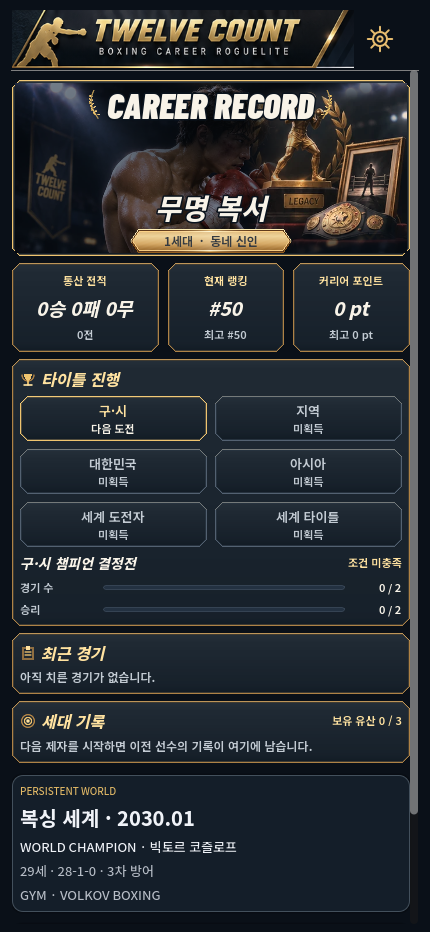 TWELVE COUNT
BOXING CAREER ROGUELITE
CAREER RECORD
TWELVE
COUNT
LEGACY
무명 복서
1세대 · 동네 신인
통산 전적
0승 0패 0무
0전
현재 랭킹
#50
최고 #50
커리어 포인트
0 pt
최고 0 pt
타이틀 진행
구·시
다음 도전
지역
미획득
대한민국
미획득
아시아
미획득
세계 도전자
미획득
세계 타이틀
미획득
구·시 챔피언 결정전
조건 미충족
경기 수
0 / 2
승리
0 / 2
최근 경기
아직 치른 경기가 없습니다.
세대 기록
보유 유산 0 / 3
다음 제자를 시작하면 이전 선수의 기록이 여기에 남습니다.
PERSISTENT WORLD
복싱 세계 · 2030.01
WORLD CHAMPION · 빅토르 코즐로프
29세 · 28-1-0 · 3차 방어
GYM · VOLKOV BOXING